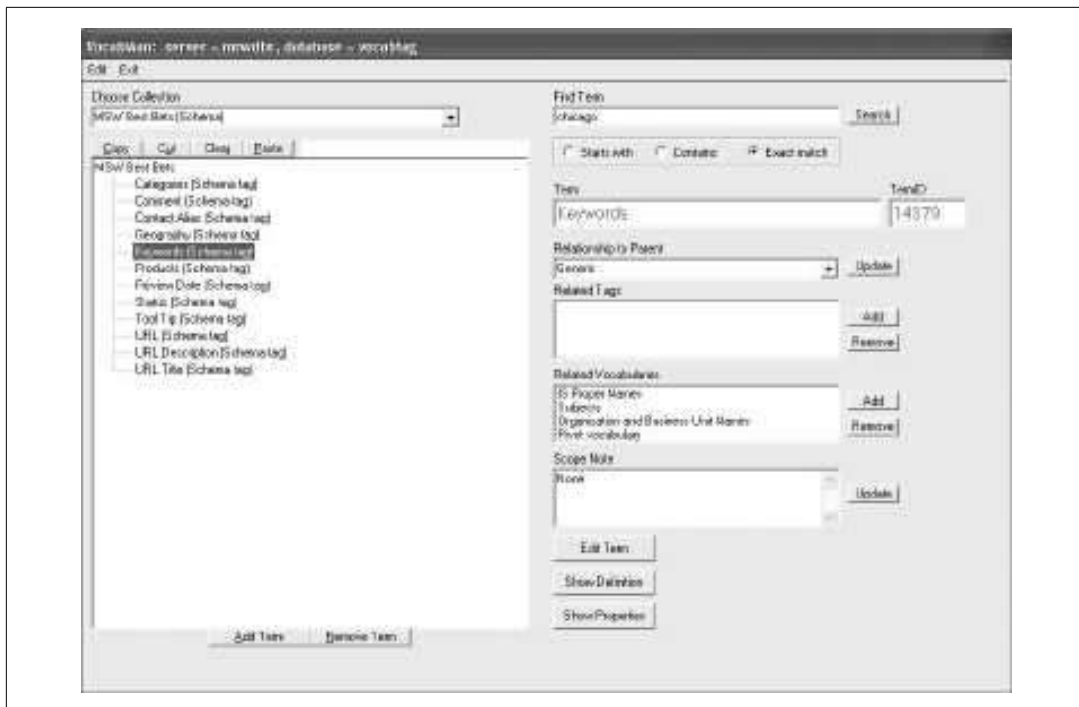 VocabMan: server - mswlib, database - vocabtag
Edit Exit
Choose Collection
MSW Best Bets (Schema)
Copy Cut Clear Paste
MSW Best Bets
Categories (Schema tag)
Comment (Schema tag)
Contact Alias (Schema tag)
Geography (Schema tag)
Keywords (Schema tag)
Products (Schema tag)
Preview Date (Schema tag)
Status (Schema tag)
Tool Tip (Schema tag)
URL (Schema tag)
URL Description (Schema tag)
URL Title (Schema tag)
Add Term Remove Term
Find Term
chicago Search
Starts with Contains Exact match
Term TermID
Keywords 14379
Relationship to Parent
Generic Update
Related Tags
Add
Remove
Related Vocabularies
IS Proper Names
Subjects
Organisation and Business Unit Names
Pivot vocabulary
Add
Remove
Scope Note
None
Update
Edit Term
Show Definition
Show Properties